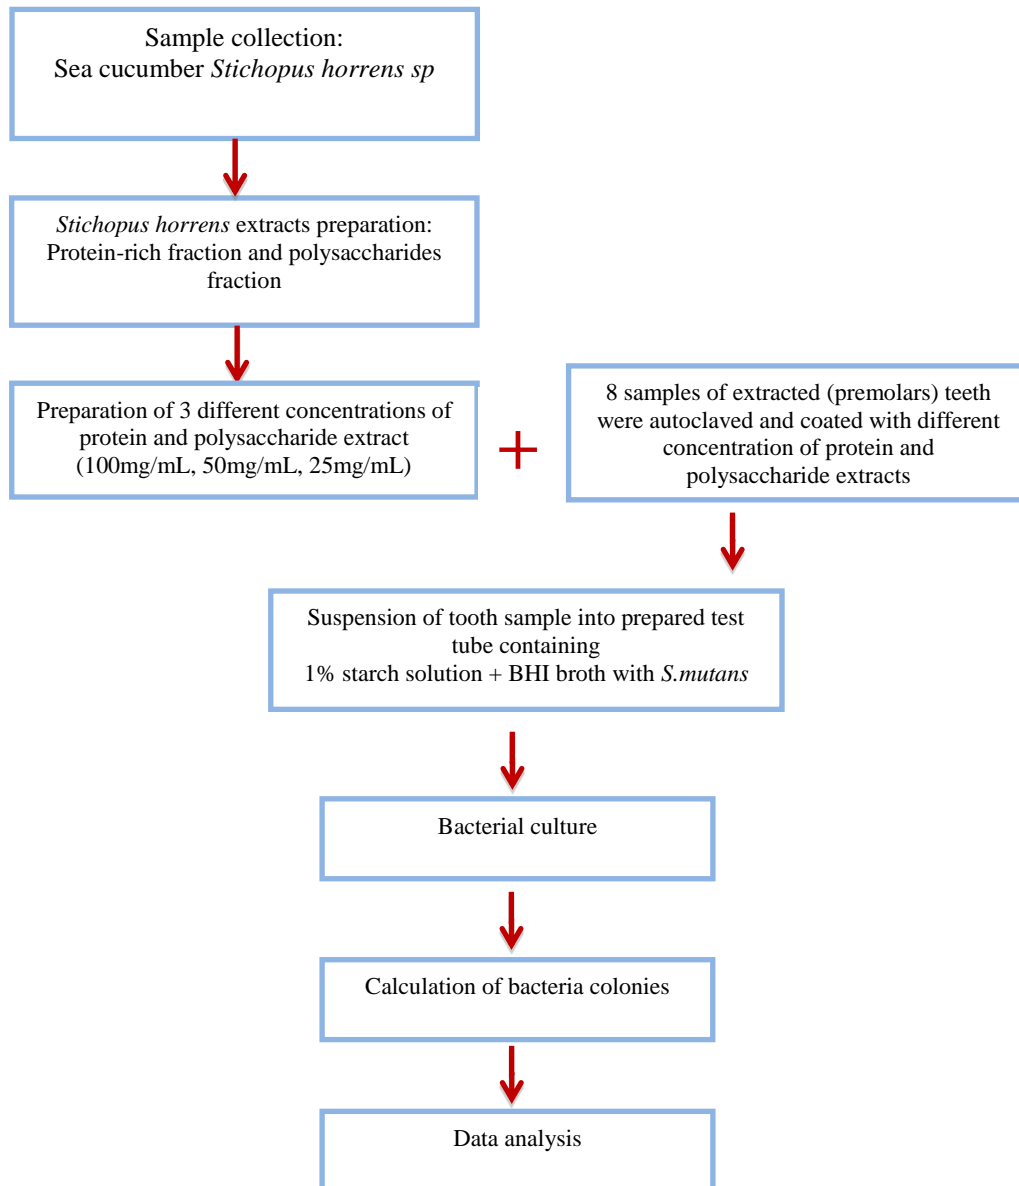 Sample collection:
Sea cucumber Stichopus horrens sp
Stichopus horrens extracts preparation:
Protein-rich fraction and polysaccharides
fraction
Preparation of 3 different concentrations of
protein and polysaccharide extract
(100mg/mL, 50mg/mL, 25mg/mL)
+
8 samples of extracted (premolars) teeth
were autoclaved and coated with different
concentration of protein and
polysaccharide extracts
Suspension of tooth sample into prepared test
tube containing
1% starch solution + BHI broth with S.mutans
Bacterial culture
Calculation of bacteria colonies
Data analysis